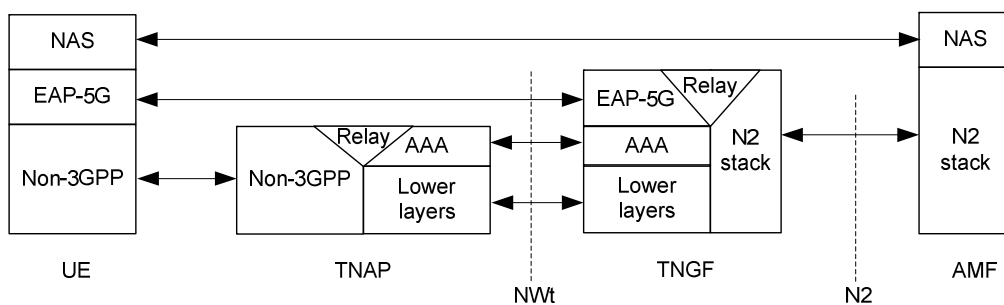 NAS
NAS
EAP-5G
EAP-5G
Relay
Relay
AAA
AAA
N2
stack
N2
stack
Non-3GPP
Non-3GPP
Lower
layers
Lower
layers
UE
TNAP
TNGF
AMF
NWt
N2